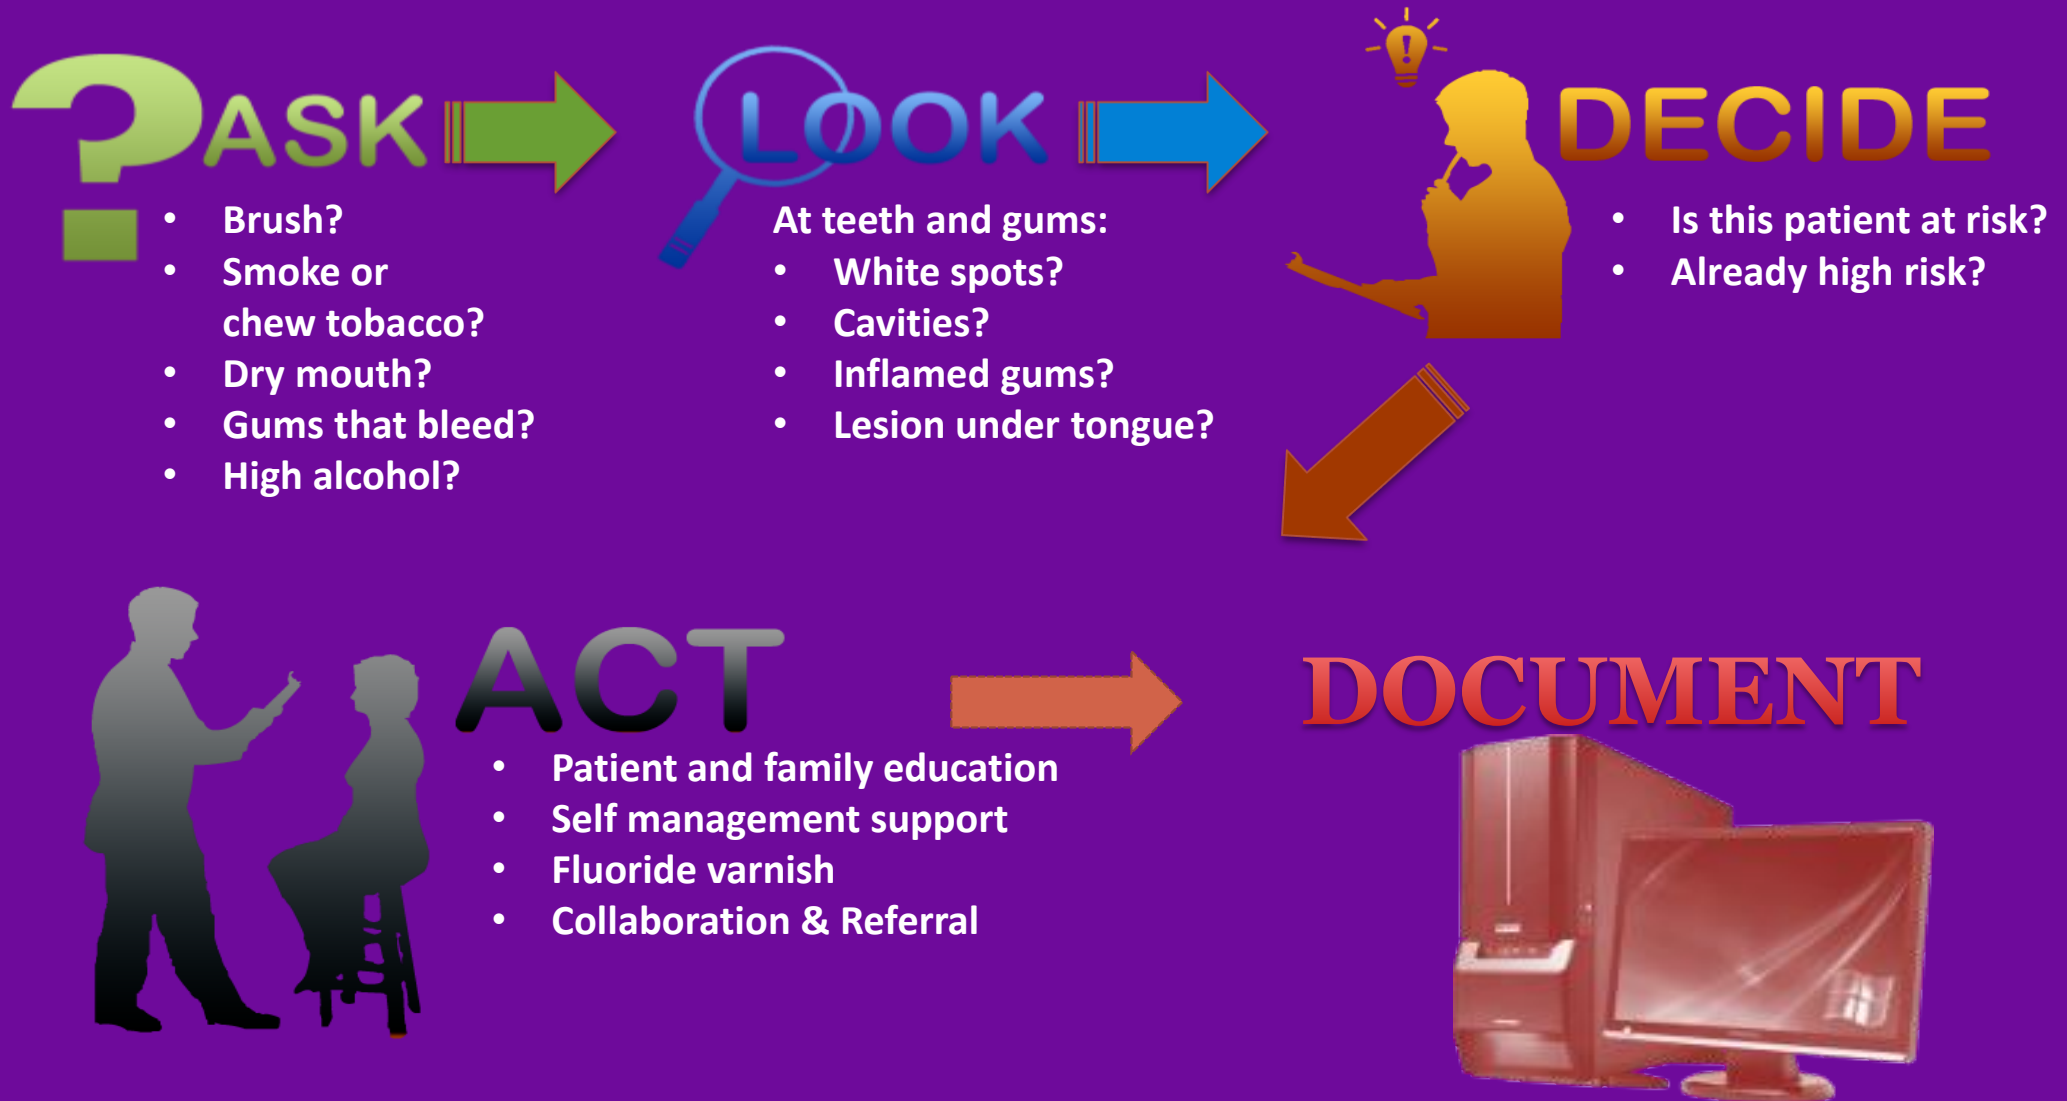 ASK
• Brush?
• Smoke or
chew tobacco?
• Dry mouth?
• Gums that bleed?
• High alcohol?
LOOK
At teeth and gums:
• White spots?
• Cavities?
• Inflamed gums?
• Lesion under tongue?
DECIDE
• Is this patient at risk?
• Already high risk?
ACT
• Patient and family education
• Self management support
• Fluoride varnish
• Collaboration & Referral
DOCUMENT